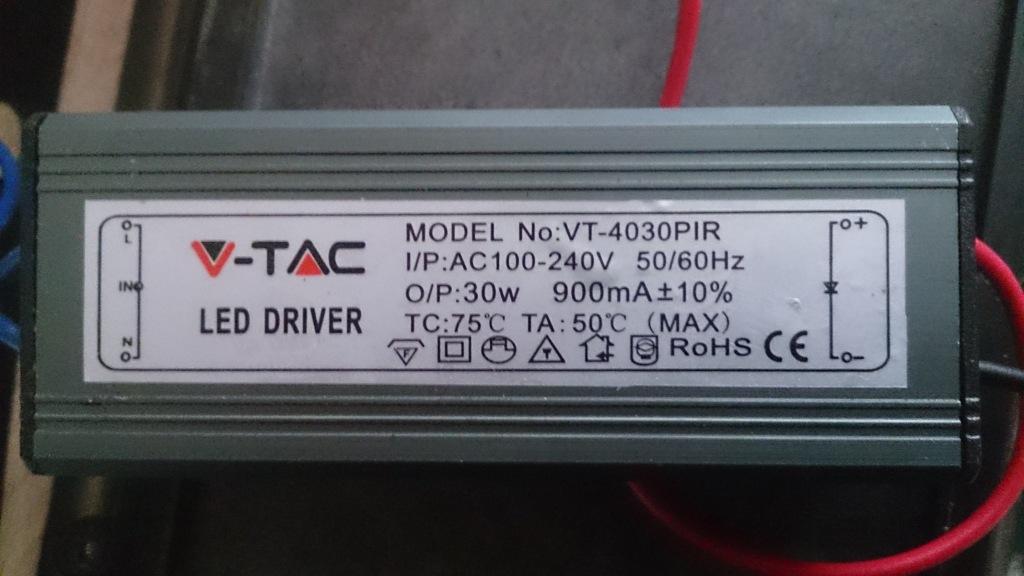 L
IN
N
V-TAC
LED DRIVER
MODEL No:VT-4030PIR
I/P:AC100-240V 50/60Hz
O/P:30w 900mA±10%
TC:75℃ TA:50℃ (MAX)
F
RoHS CE
+
-